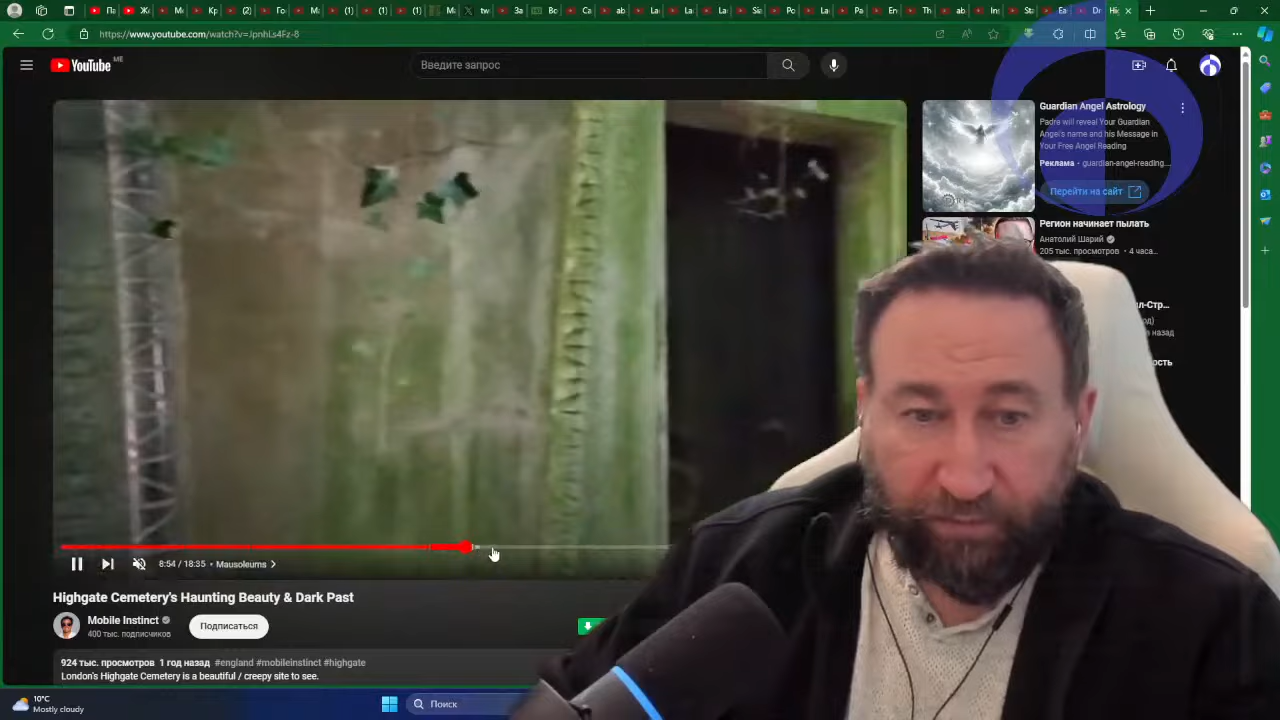 https://www.youtube.com/watch?v=JpnhLs4Fz-8
YouTube ME
Введите запрос
Guardian Angel Astrology
Padre will reveal Your Guardian
Angel's name and his Message in
Your Free Angel Reading
Реклама · guardian-angel-reading....
Перейти на сайт
Регион начинает пылать
Анатолий Шарий
205 тыс. просмотров · 4 часа...
назад
8:54 / 18:35 · Mausoleums
Highgate Cemetery's Haunting Beauty & Dark Past
Mobile Instinct
400 тыс. подписчиков
Подписаться
924 тыс. просмотров 1 год назад #england #mobileinstinct #highgate
London's Highgate Cemetery is a beautiful / creepy site to see.
10°C
Mostly cloudy
Поиск